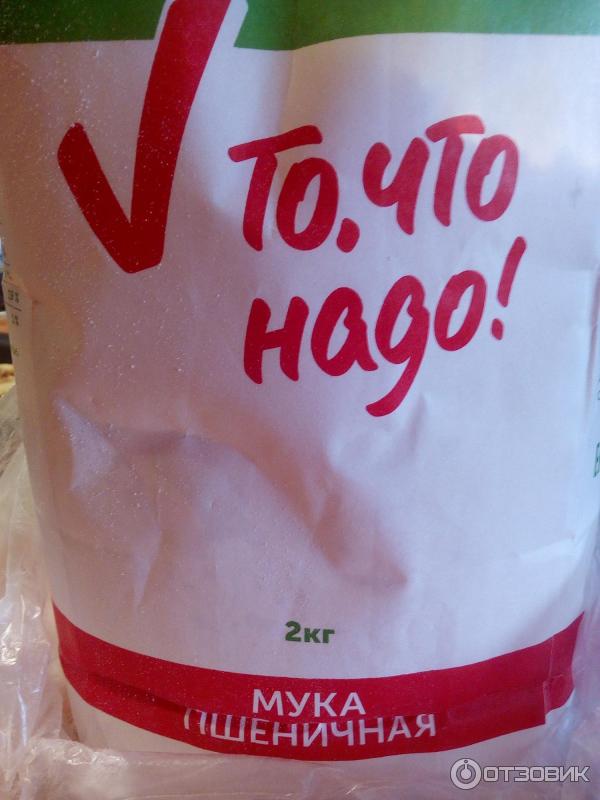 То, что
надо!
2кг
МУКА
ПШЕНИЧНАЯ
ОТЗОВИК